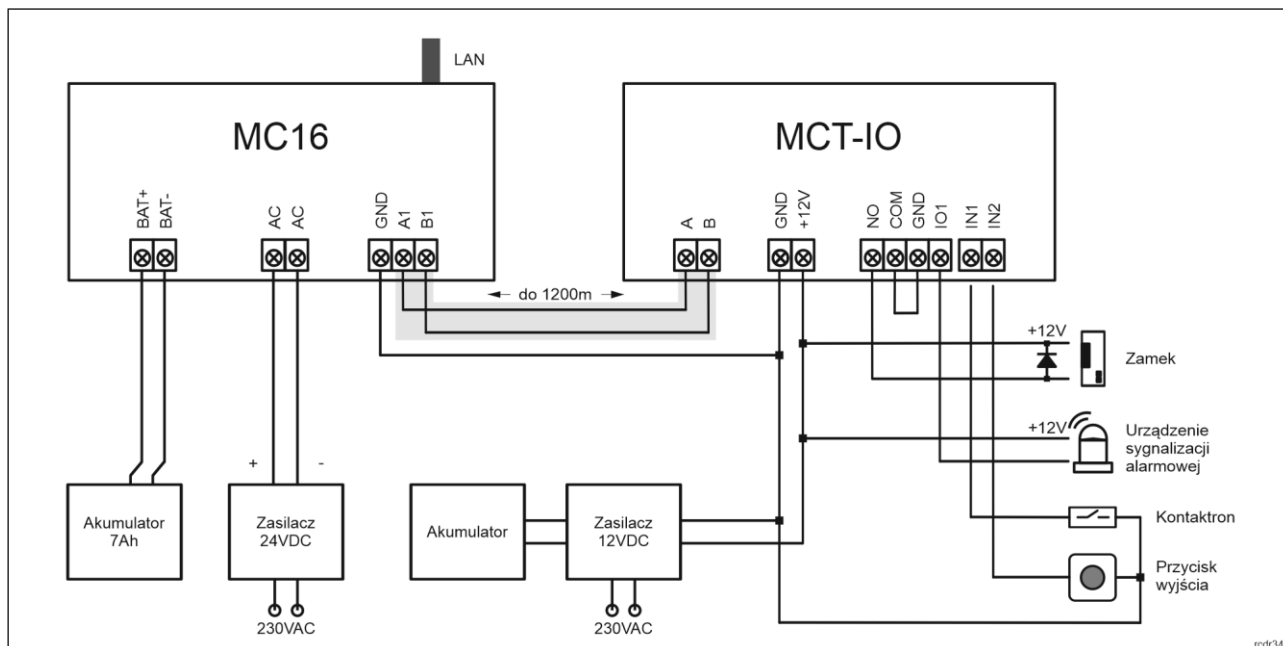 LAN
MC16
MCT-IO
BAT+
BAT-
AC
AC
GND
A1
B1
A
B
GND
+12V
NO
COM
GND
IO1
IN1
IN2
do 1200m
+12V
Zamek
+12V
Urządzenie
sygnalizacji
alarmowej
+
-
Akumulator
7Ah
Zasilacz
24VDC
Akumulator
Zasilacz
12VDC
Kontaktron
Przycisk
wyjścia
230VAC
230VAC
rcdr34